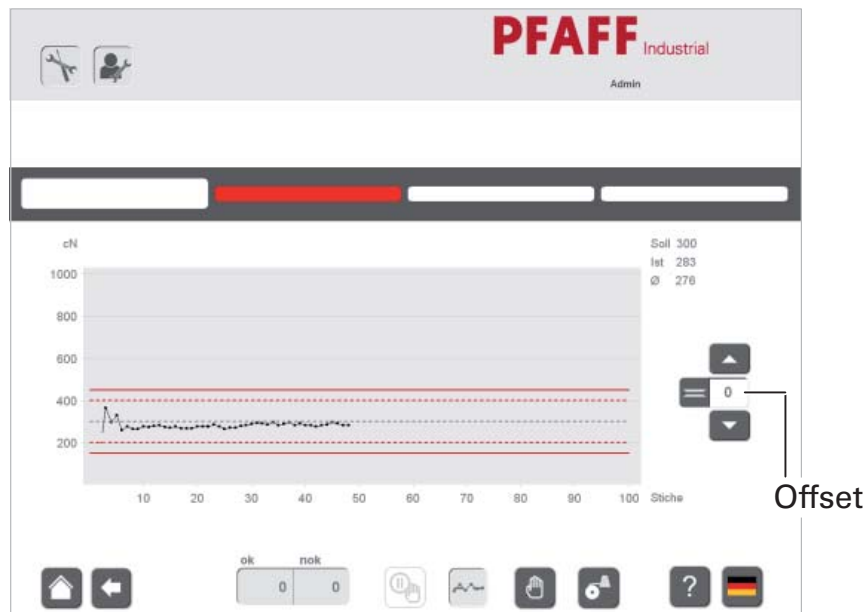 PFAFF Industrial
Admin
cN
Soll 300
Ist 283
Ø 276
1000
800
600
400
200
0
10 20 30 40 50 60 70 80 90 100 Stiche
Offset
ok nok
0 0
?